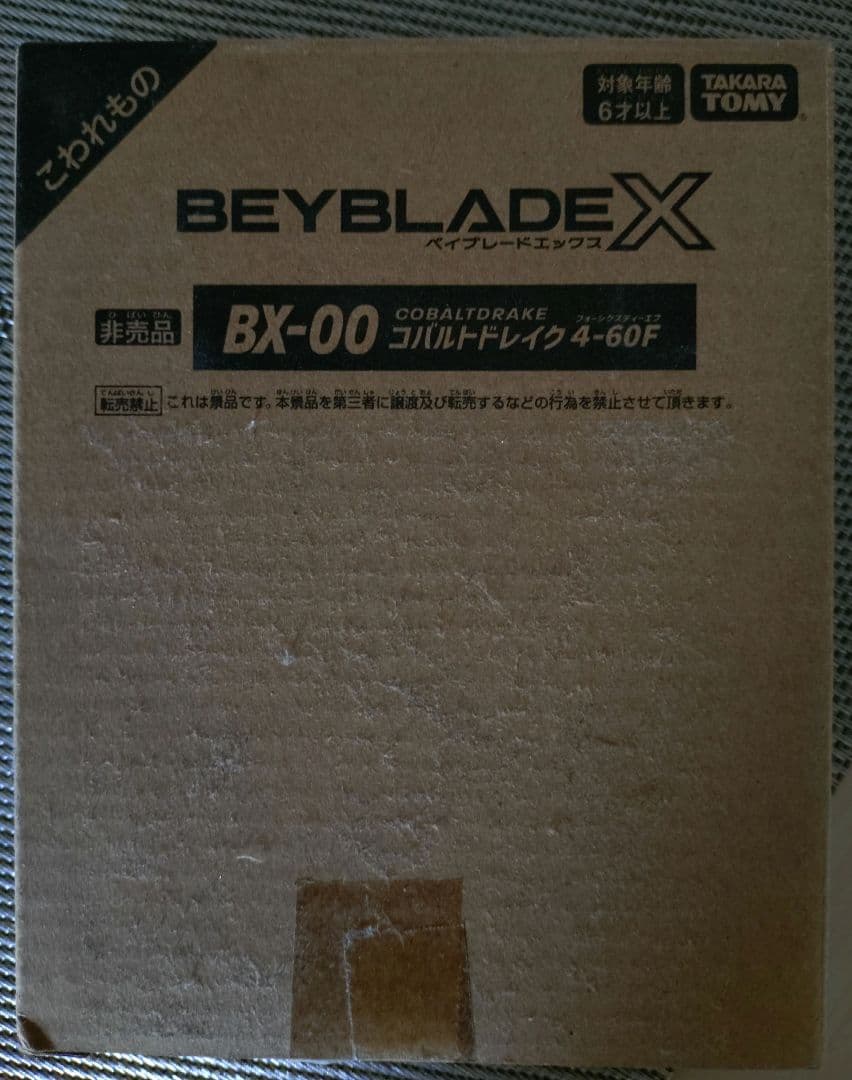 こわれもの
対象年齢
6才以上
TAKARA
TOMY
BEYBLADE X
ベイブレードエックス
ひばいひん
非売品
BX-00
COBALTDRAKE
コバルトドレイク
フォーシクスティーエフ
4-60F
てんばいきんし
転売禁止
これは景品です。本景品を第三者に譲渡及び転売するなどの行為を禁止させて頂きます。